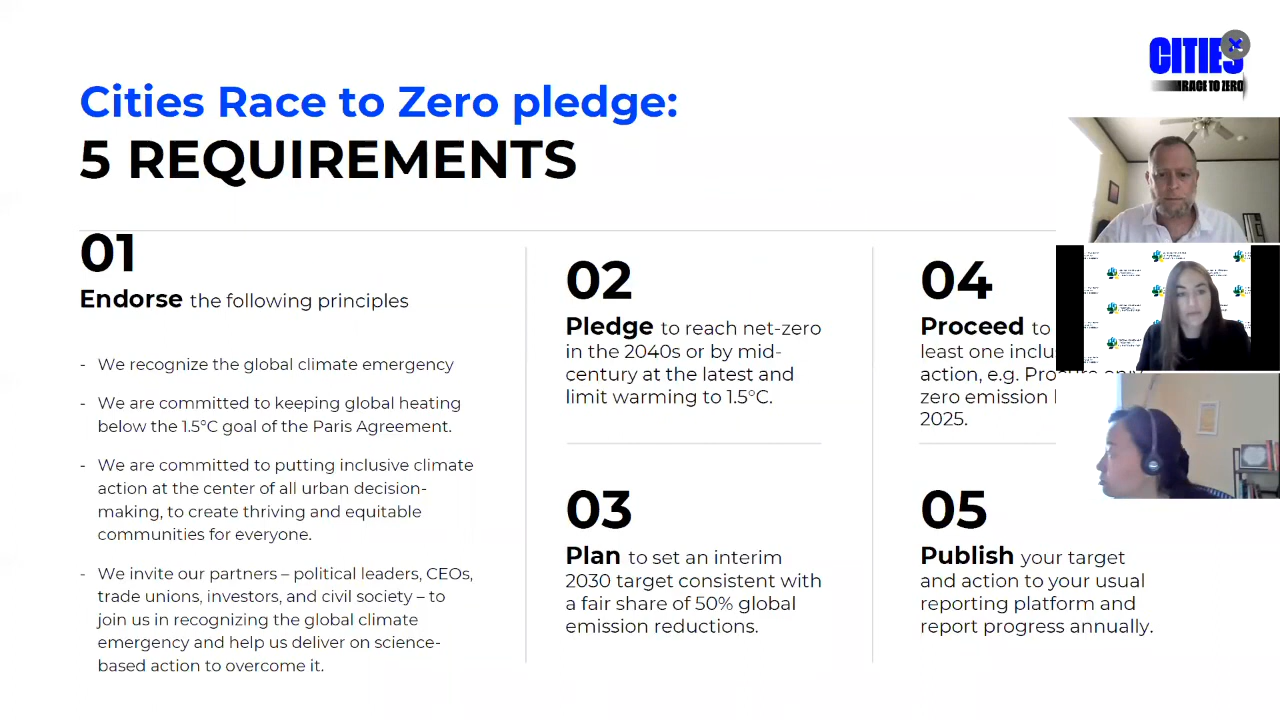 CITIES
RACE TO ZERO
Cities Race to Zero pledge:
5 REQUIREMENTS
01
Endorse the following principles
- We recognize the global climate emergency
- We are committed to keeping global heating
below the 1.5°C goal of the Paris Agreement.
- We are committed to putting inclusive climate
action at the center of all urban decision-
making, to create thriving and equitable
communities for everyone.
- We invite our partners – political leaders, CEOs,
trade unions, investors, and civil society – to
join us in recognizing the global climate
emergency and help us deliver on science-
based action to overcome it.
02
Pledge to reach net-zero
in the 2040s or by mid-
century at the latest and
limit warming to 1.5°C.
03
Plan to set an interim
2030 target consistent with
a fair share of 50% global
emission reductions.
04
Proceed to
least one
action, e.g.
zero emission
2025.
05
Publish your target
and action to your usual
reporting platform and
report progress annually.